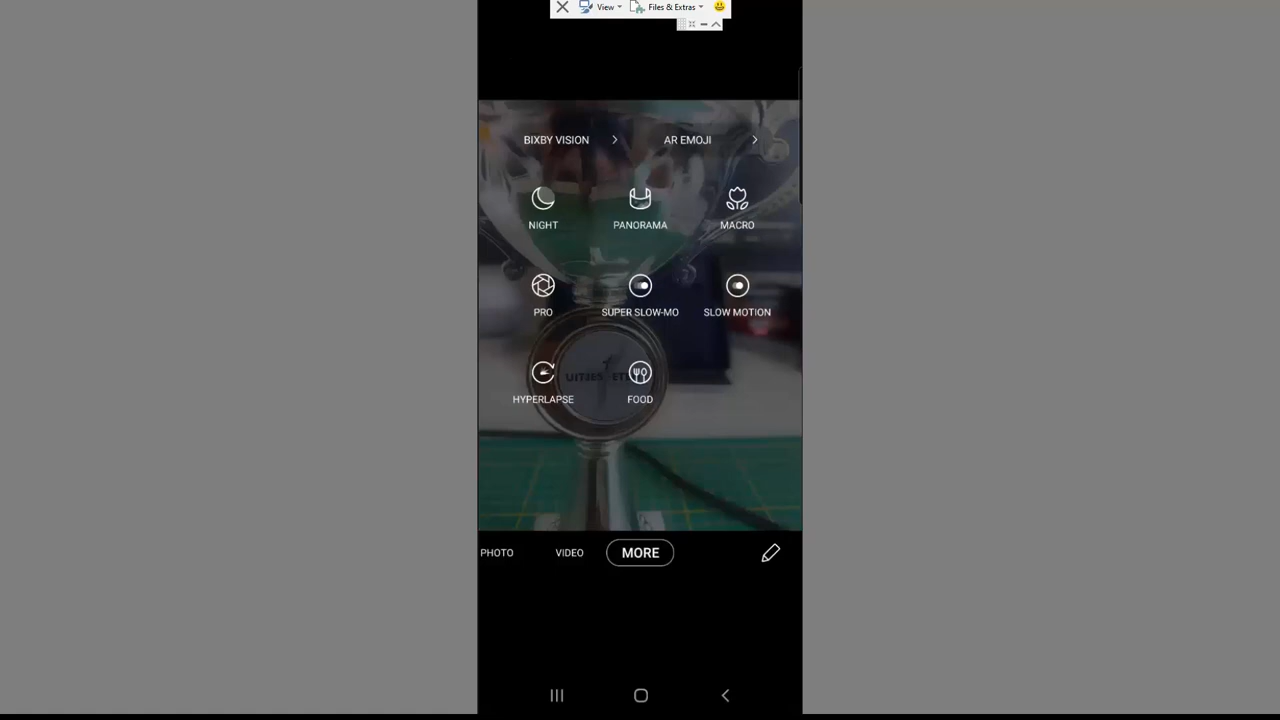 View Files & Extras
BIXBY VISION AR EMOJI
NIGHT PANORAMA MACRO
PRO SUPER SLOW-MO SLOW MOTION
HYPERLAPSE FOOD
PHOTO VIDEO MORE